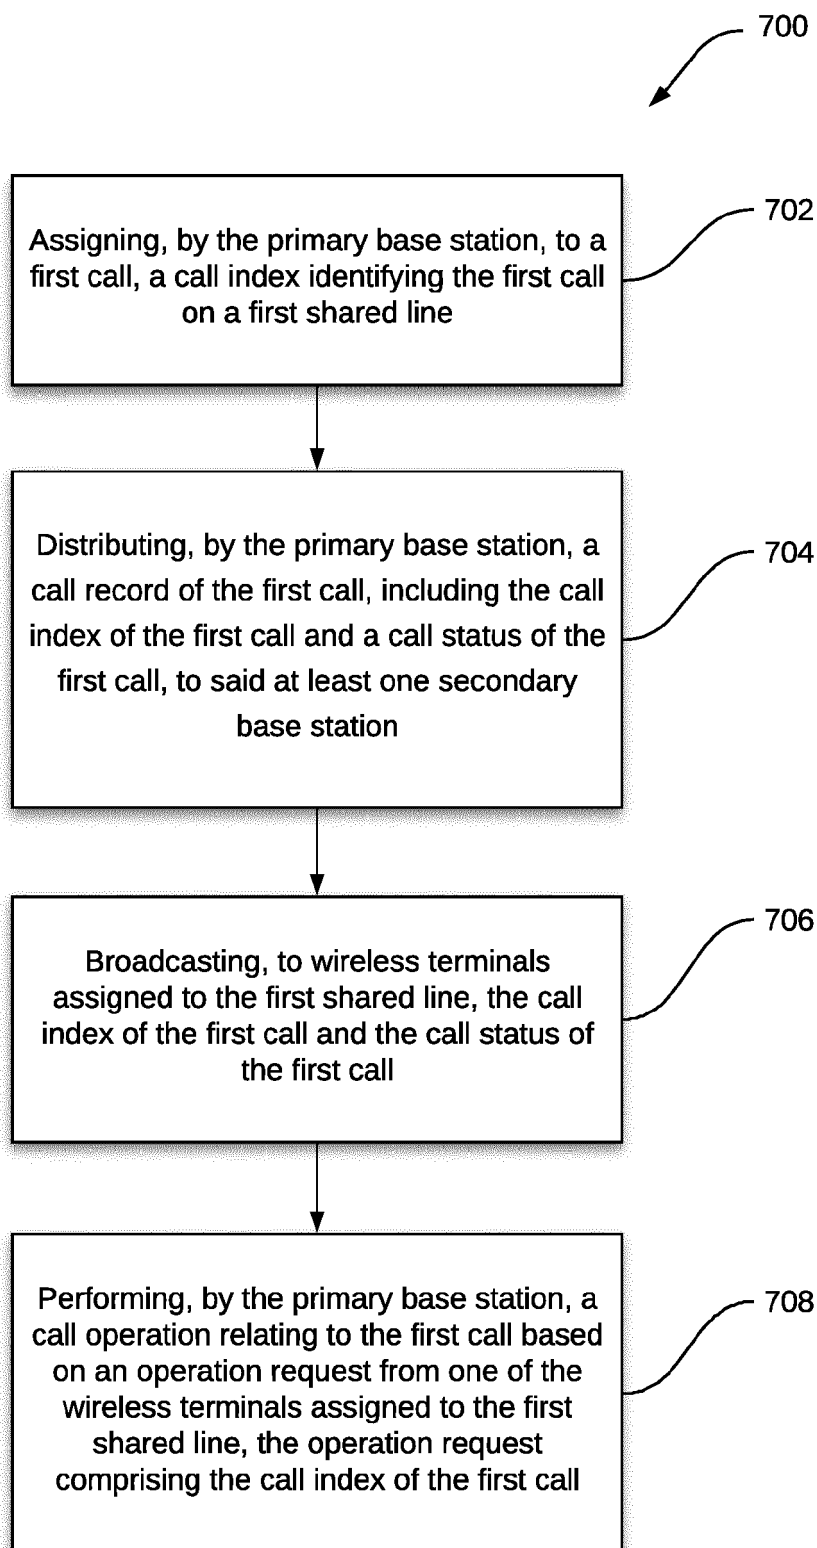 700
Assigning, by the primary base station, to a
first call, a call index identifying the first call
on a first shared line
702
Distributing, by the primary base station, a
call record of the first call, including the call
index of the first call and a call status of the
first call, to said at least one secondary
base station
704
Broadcasting, to wireless terminals
assigned to the first shared line, the call
index of the first call and the call status of
the first call
706
Performing, by the primary base station, a
call operation relating to the first call based
on an operation request from one of the
wireless terminals assigned to the first
shared line, the operation request
comprising the call index of the first call
708